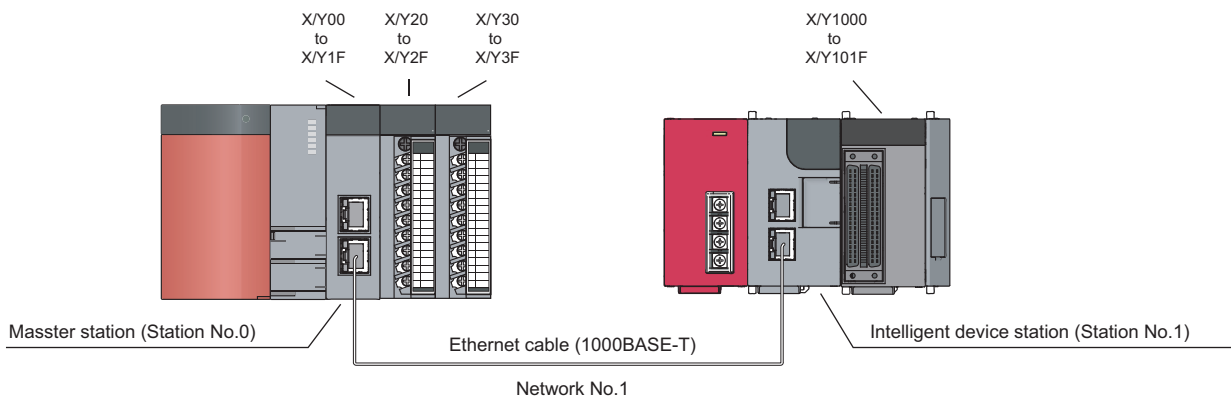 X/Y00
to
X/Y1F
X/Y20
to
X/Y2F
X/Y30
to
X/Y3F
X/Y1000
to
X/Y101F
Masster station (Station No.0)
Ethernet cable (1000BASE-T)
Intelligent device station (Station No.1)
Network No.1